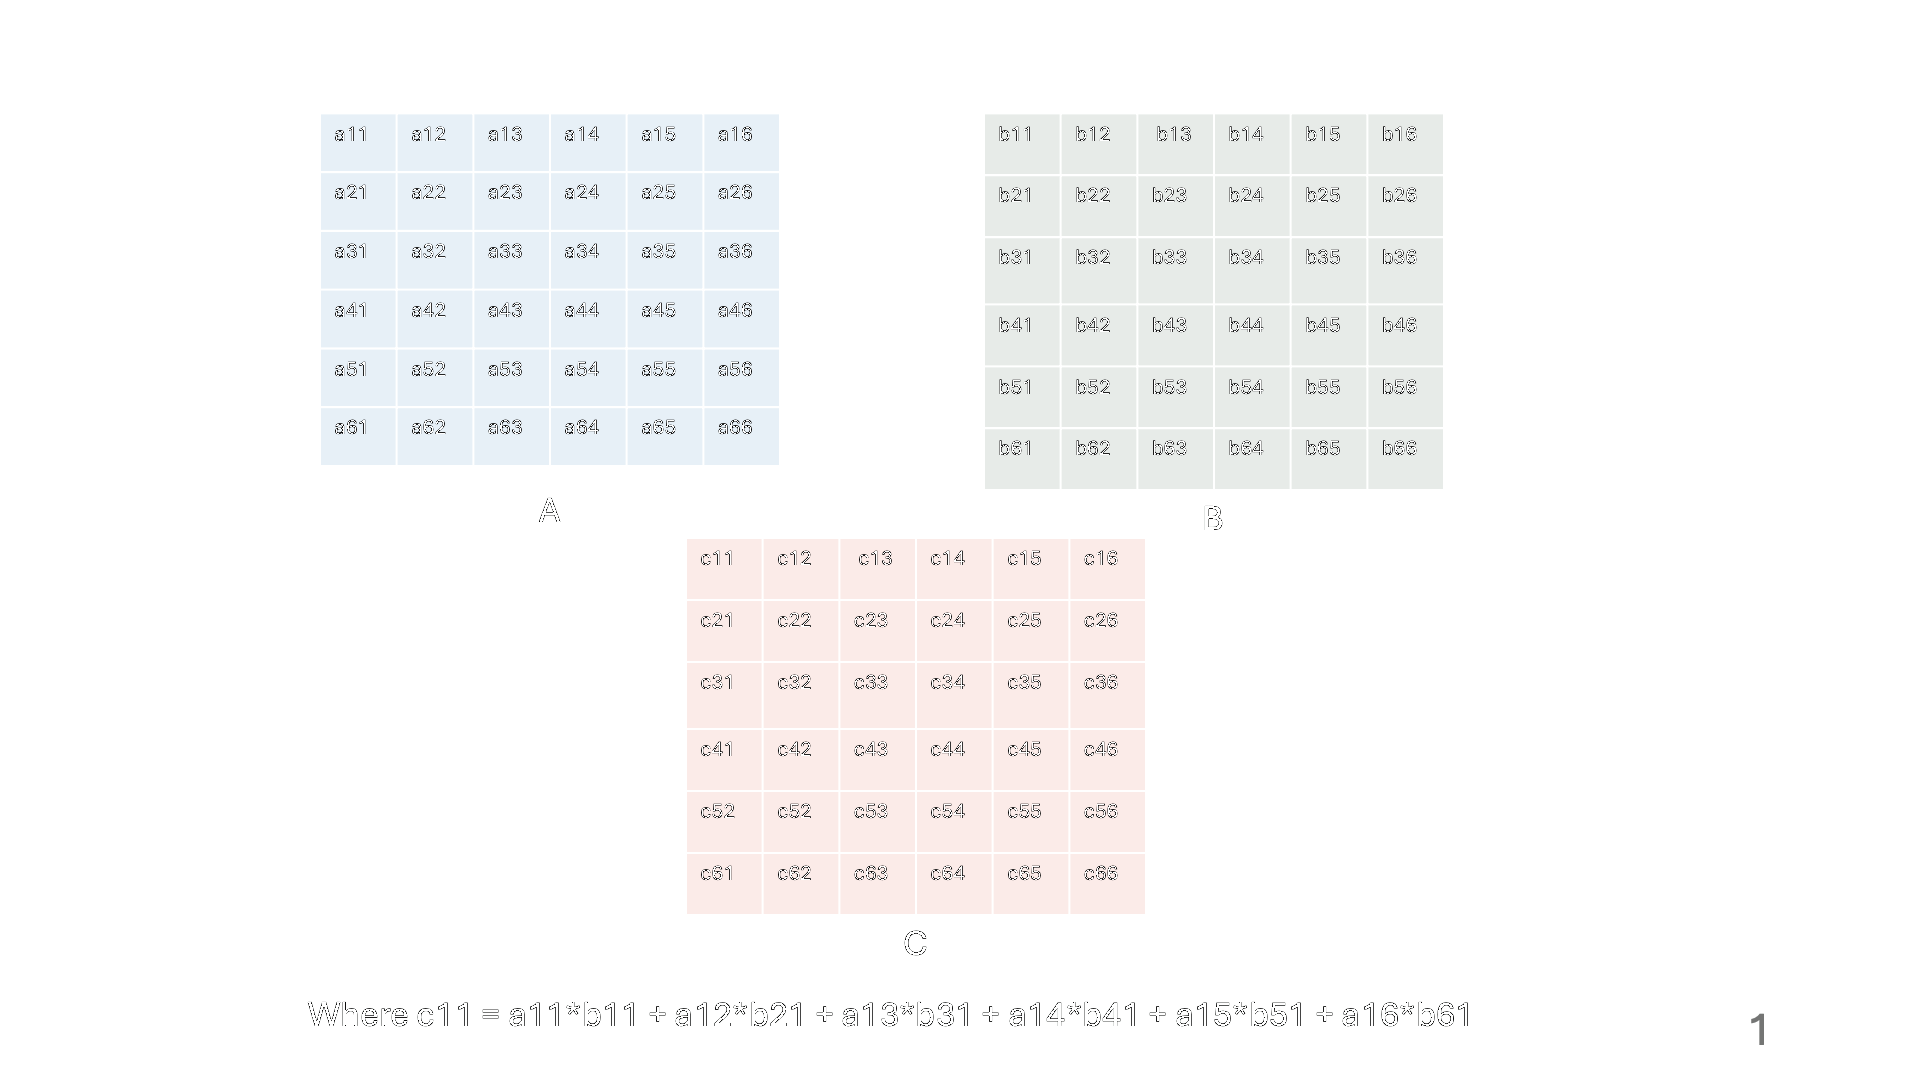 a11 a12 a13 a14 a15 a16
a21 a22 a23 a24 a25 a26
a31 a32 a33 a34 a35 a36
a41 a42 a43 a44 a45 a46
a51 a52 a53 a54 a55 a56
a61 a62 a63 a64 a65 a66
A
b11 b12 b13 b14 b15 b16
b21 b22 b23 b24 b25 b26
b31 b32 b33 b34 b35 b36
b41 b42 b43 b44 b45 b46
b51 b52 b53 b54 b55 b56
b61 b62 b63 b64 b65 b66
B
c11 c12 c13 c14 c15 c16
c21 c22 c23 c24 c25 c26
c31 c32 c33 c34 c35 c36
c41 c42 c43 c44 c45 c46
c52 c52 c53 c54 c55 c56
c61 c62 c63 c64 c65 c66
C
Where c11 = a11*b11 + a12*b21 + a13*b31 + a14*b41 + a15*b51 + a16*b61
1